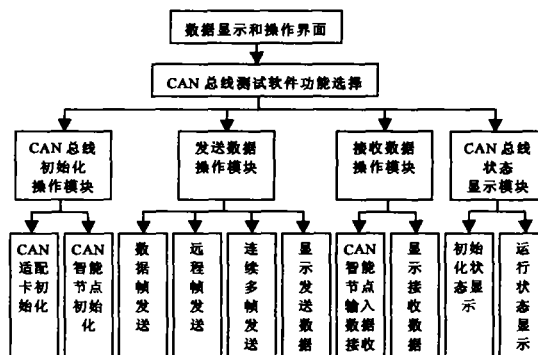 数据显示和操作界面
CAN 总线测试软件功能选择
CAN 总线
初始化
操作模块
发送数据
操作模块
接收数据
操作模块
CAN 总线
状态
显示模块
CAN
适配
卡初
始化
CAN
智能
节点
初始
化
数据帧发送
远程帧发送
连续多帧发送
显示发送数据
CAN
智能
节点
输入
数据
接收
显示接收数据
初始
化状
态显
示
运行状态显示